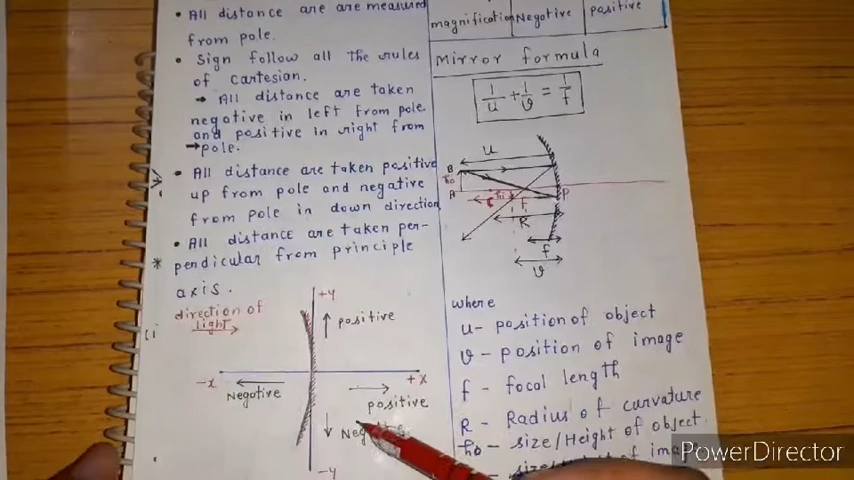 All distance are are measured
from pole.
Sign follow all the rules
of cartesian.
All distance are taken
negative in left from pole
and positive in right from
pole.
All distance are taken positive
up from pole and negative
from pole in down direction
All distance are taken per-
pendicular from principle
axis.
direction of
light
+y
positive
-x
+x
Negative
positive
-y
magnification Negative positive
Mirror formula
1/u + 1/v = 1/f
u
B
ho
A
C
hi
F
P
R
f
v
where
u - position of object
v - position of image
f - focal length
R - Radius of curvature
ho - size/Height of object.
PowerDirector